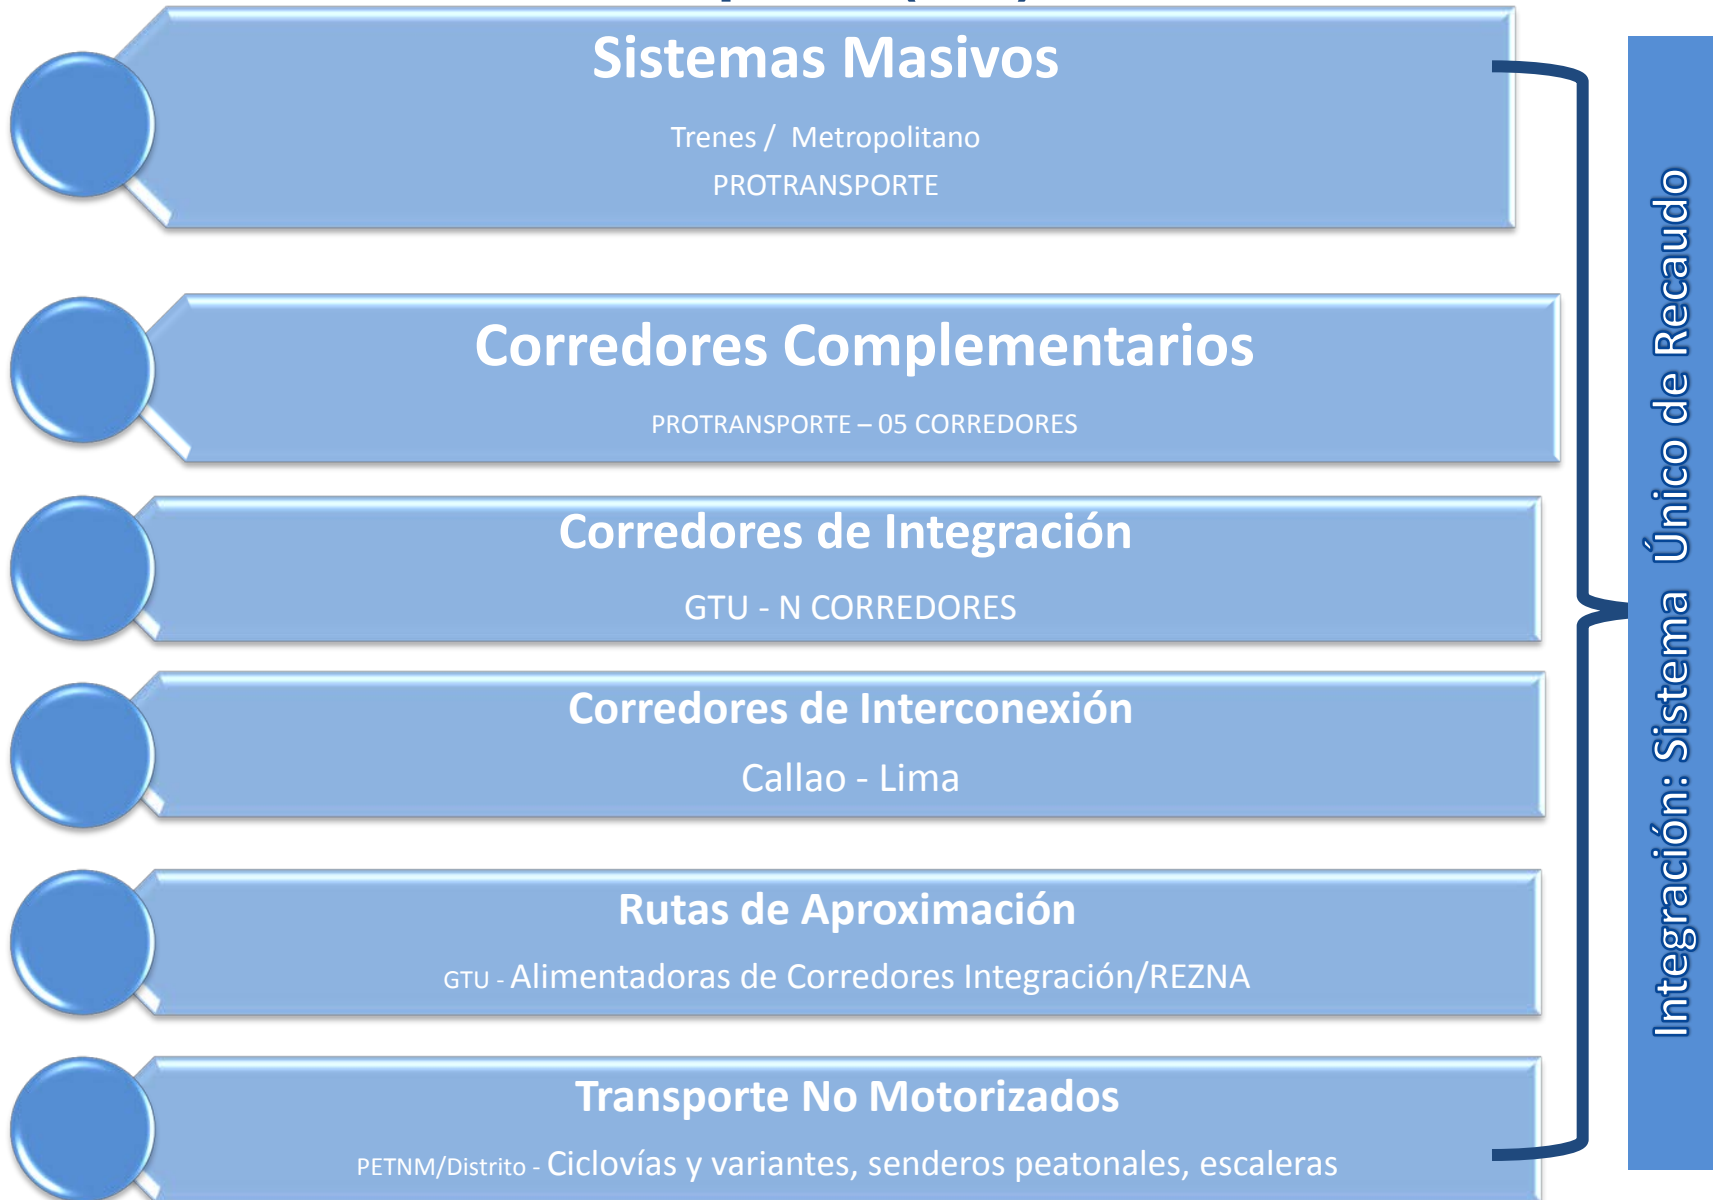 Sistemas Masivos
Trenes / Metropolitano
PROTRANSPORTE
Corredores Complementarios
PROTRANSPORTE – 05 CORREDORES
Corredores de Integración
GTU - N CORREDORES
Corredores de Interconexión
Callao - Lima
Rutas de Aproximación
GTU - Alimentadoras de Corredores Integración/REZNA
Transporte No Motorizados
PETNM/Distrito - Ciclovías y variantes, senderos peatonales, escaleras
Integración: Sistema Único de Recaudo